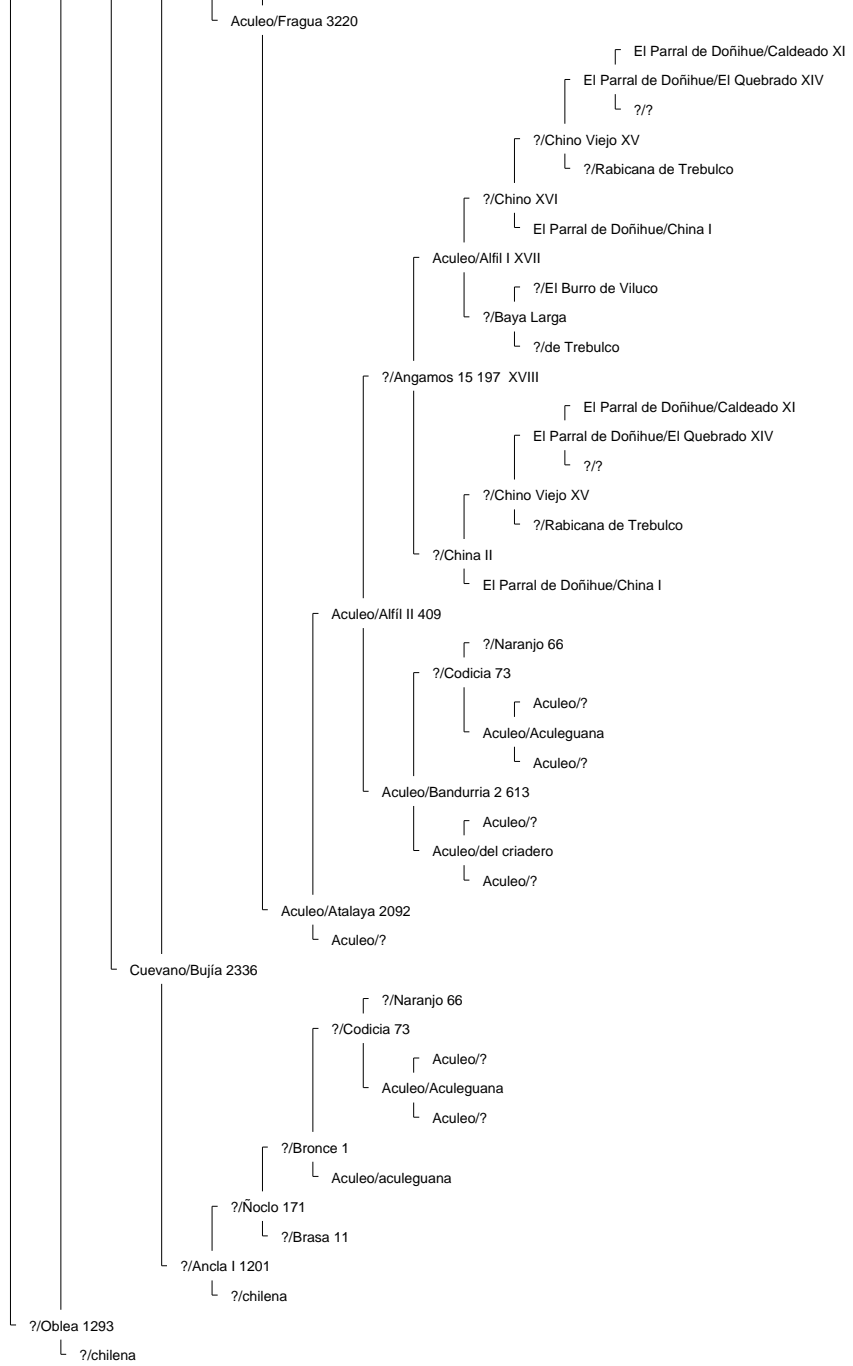 Aculeo/Fragua 3220
El Parral de Doñihue/Caldeado XI
El Parral de Doñihue/El Quebrado XIV
?/?
?/Chino Viejo XV
?/Rabicana de Trebulco
?/Chino XVI
El Parral de Doñihue/China I
Aculeo/Alfil I XVII
?/El Burro de Viluco
?/Baya Larga
?/de Trebulco
?/Angamos 15 197  XVIII
El Parral de Doñihue/Caldeado XI
El Parral de Doñihue/El Quebrado XIV
?/?
?/Chino Viejo XV
?/Rabicana de Trebulco
?/China II
El Parral de Doñihue/China I
Aculeo/Alfíl II 409
?/Naranjo 66
?/Codicia 73
Aculeo/?
Aculeo/Aculeguana
Aculeo/?
Aculeo/Bandurria 2 613
Aculeo/?
Aculeo/del criadero
Aculeo/?
Aculeo/Atalaya 2092
Aculeo/?
Cuevano/Bujía 2336
?/Naranjo 66
?/Codicia 73
Aculeo/?
Aculeo/Aculeguana
Aculeo/?
?/Bronce 1
Aculeo/aculeguana
?/Ñoclo 171
?/Brasa 11
?/Ancla I 1201
?/chilena
?/Oblea 1293
?/chilena